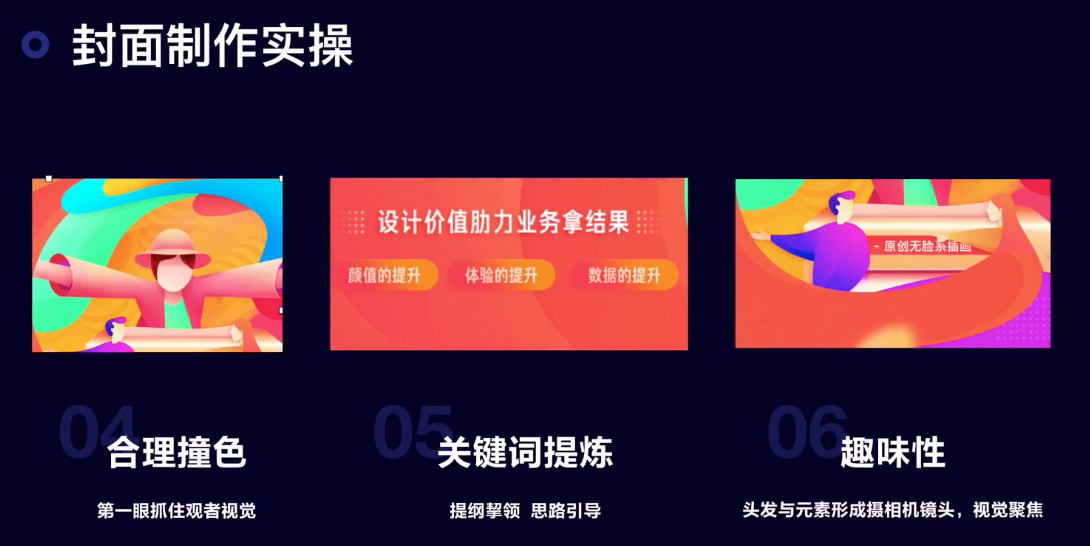 封面制作实操
设计价值肋力业务拿结果
颜值的提升
体验的提升
数据的提升
- 原创无脸系插画
04
合理撞色
第一眼抓住观者视觉
05
关键词提炼
提纲挈领 思路引导
06
趣味性
头发与元素形成摄相机镜头，视觉聚焦